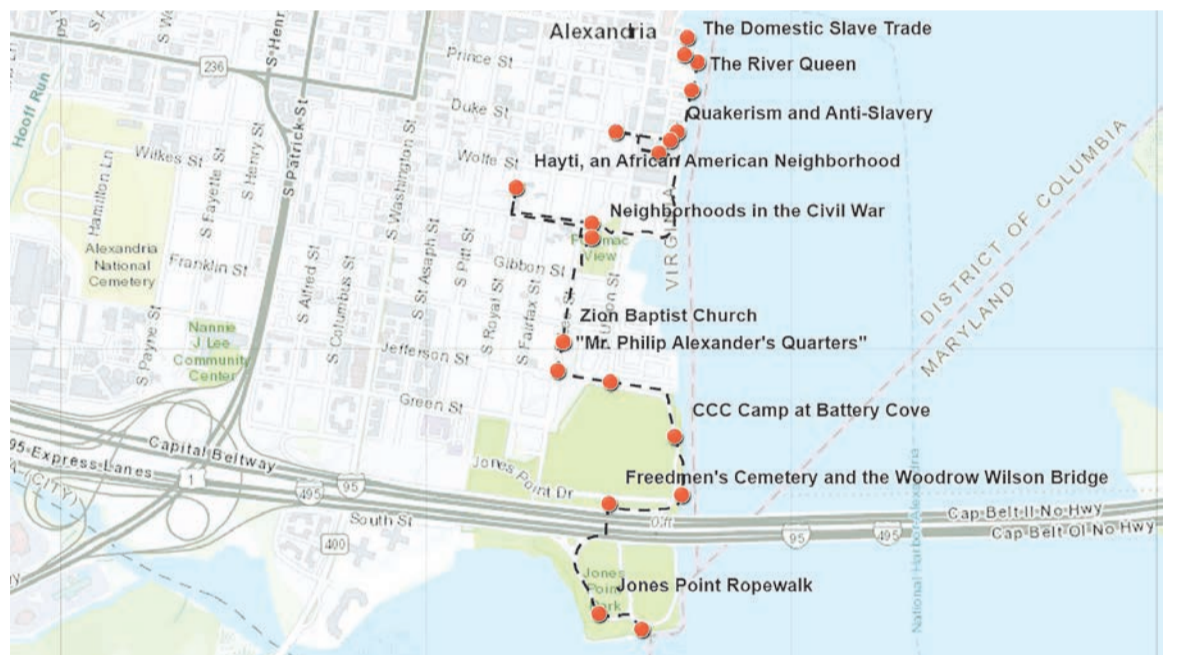 Alexandria
The Domestic Slave Trade
The River Queen
Prince St
236
S Henry
Hooff Run
Duke St
Quakerism and Anti-Slavery
Wilkes St
Wolfe St
Hayti, an African American Neighborhood
S Patrick St
S Henry St
S Fayette St
Hamilton Ln
S Washington St
Neighborhoods in the Civil War
Alexandria
National
Cemetery
Franklin St
Gibbon St
View
VIRGINIA
DISTRICT OF COLUMBIA
MARYLAND
S Alfred St
S Columbus St
S Asaph St
S Pitt St
S Royal St
S Fairfax St
S Payne St
Zion Baptist Church
"Mr. Philip Alexander's Quarters"
Nannie
J Lee
Community
Center
Jefferson St
Green St
CCC Camp at Battery Cove
Capital Beltway
95-Express-Lanes
Jones Point Dr
Freedmen's Cemetery and the Woodrow Wilson Bridge
1
495
95
CITY)
South St
400
95
495
Cap-Belt-Il-No-Hwy
Cap-Belt-Ol-No-Hwy
Jones
Point
Park
Jones Point Ropewalk